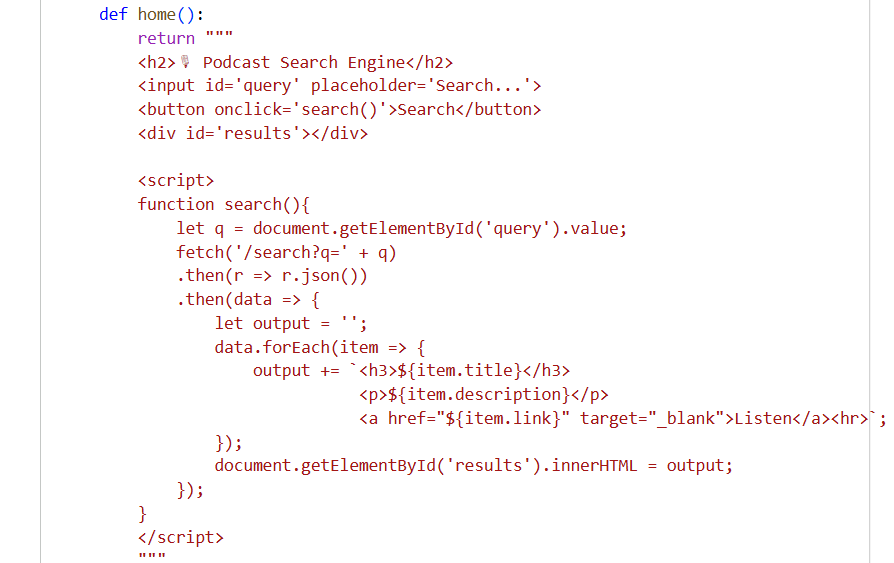 def home():
    return """
    <h2>🎙 Podcast Search Engine</h2>
    <input id='query' placeholder='Search...'>
    <button onclick='search()'>Search</button>
    <div id='results'></div>

    <script>
    function search(){
        let q = document.getElementById('query').value;
        fetch('/search?q=' + q)
        .then(r => r.json())
        .then(data => {
            let output = '';
            data.forEach(item => {
                output += `<h3>${item.title}</h3>
                           <p>${item.description}</p>
                           <a href="${item.link}" target="_blank">Listen</a><hr>`;
            });
            document.getElementById('results').innerHTML = output;
        });
    }
    </script>
    """